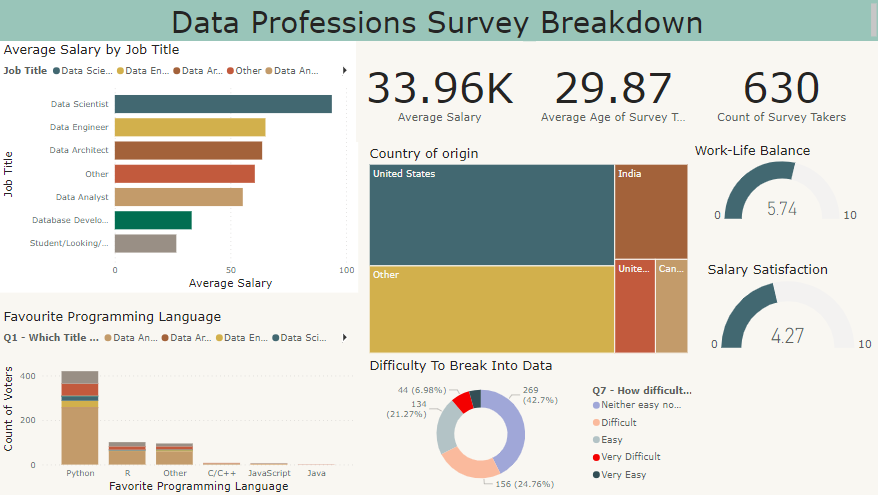 Data Professions Survey Breakdown
Average Salary by Job Title
Job Title Data Scie... Data En... Data Ar... Other Data An...
Job Title
Data Scientist
Data Engineer
Data Architect
Other
Data Analyst
Database Develo...
Student/Looking/...
0 50 100
Average Salary
33.96K
Average Salary
29.87
Average Age of Survey T...
630
Count of Survey Takers
Country of origin
United States
India
Other
Unite...
Can...
Work-Life Balance
5.74
0 10
Salary Satisfaction
4.27
0 10
Favourite Programming Language
Q1 - Which Title ... Data An... Data Ar... Data En... Data Sci...
Count of Voters
400
200
0
Python R Other C/C++ JavaScript Java
Favorite Programming Language
Difficulty To Break Into Data
44 (6.98%)
134
(21.27%)
269
(42.7%)
156 (24.76%)
Q7 - How difficult...
Neither easy no...
Difficult
Easy
Very Difficult
Very Easy